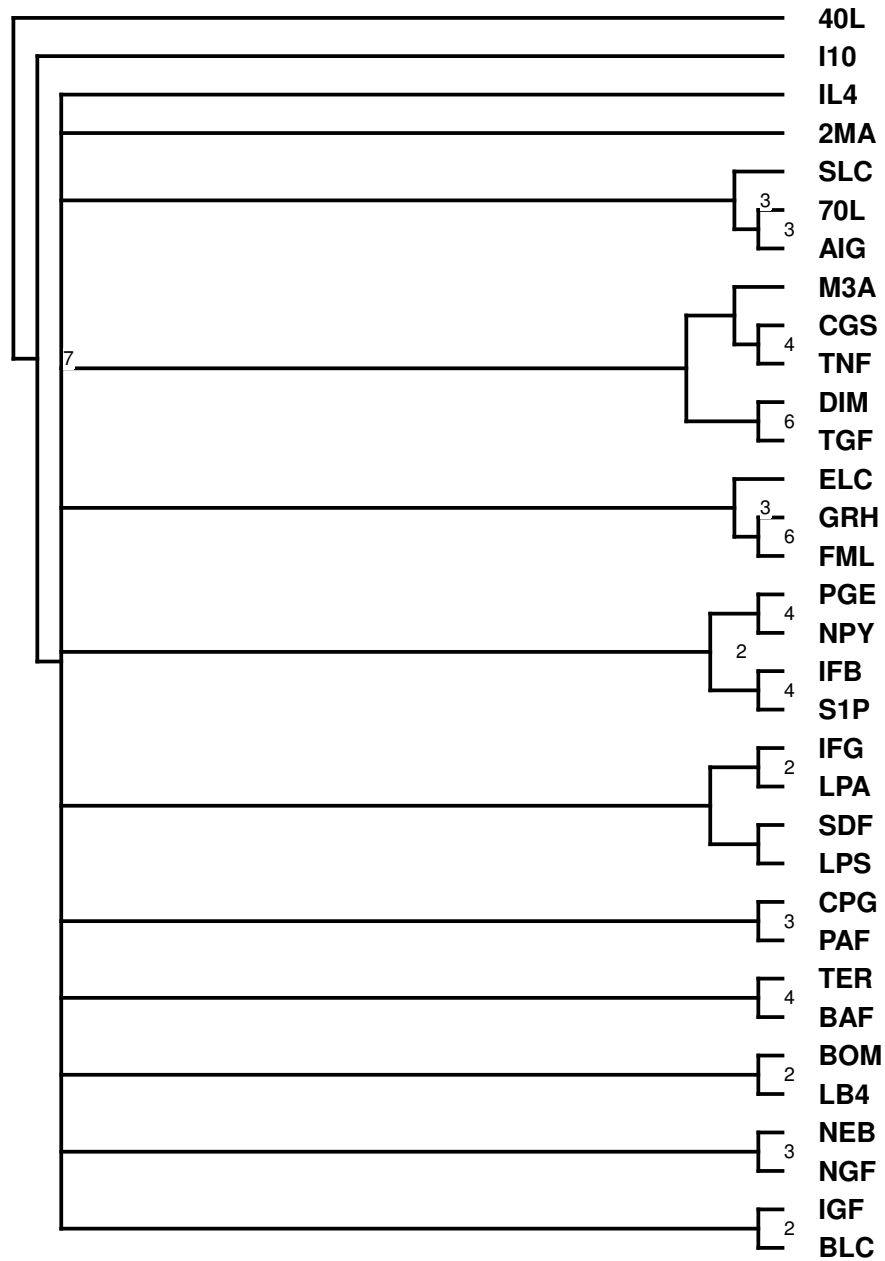 40L
I10
IL4
2MA
SLC
3
70L
3
AIG
M3A
CGS
4
TNF
7
DIM
6
TGF
ELC
3
GRH
6
FML
PGE
4
NPY
2
IFB
4
S1P
IFG
2
LPA
SDF
LPS
CPG
3
PAF
TER
4
BAF
BOM
2
LB4
NEB
3
NGF
IGF
2
BLC